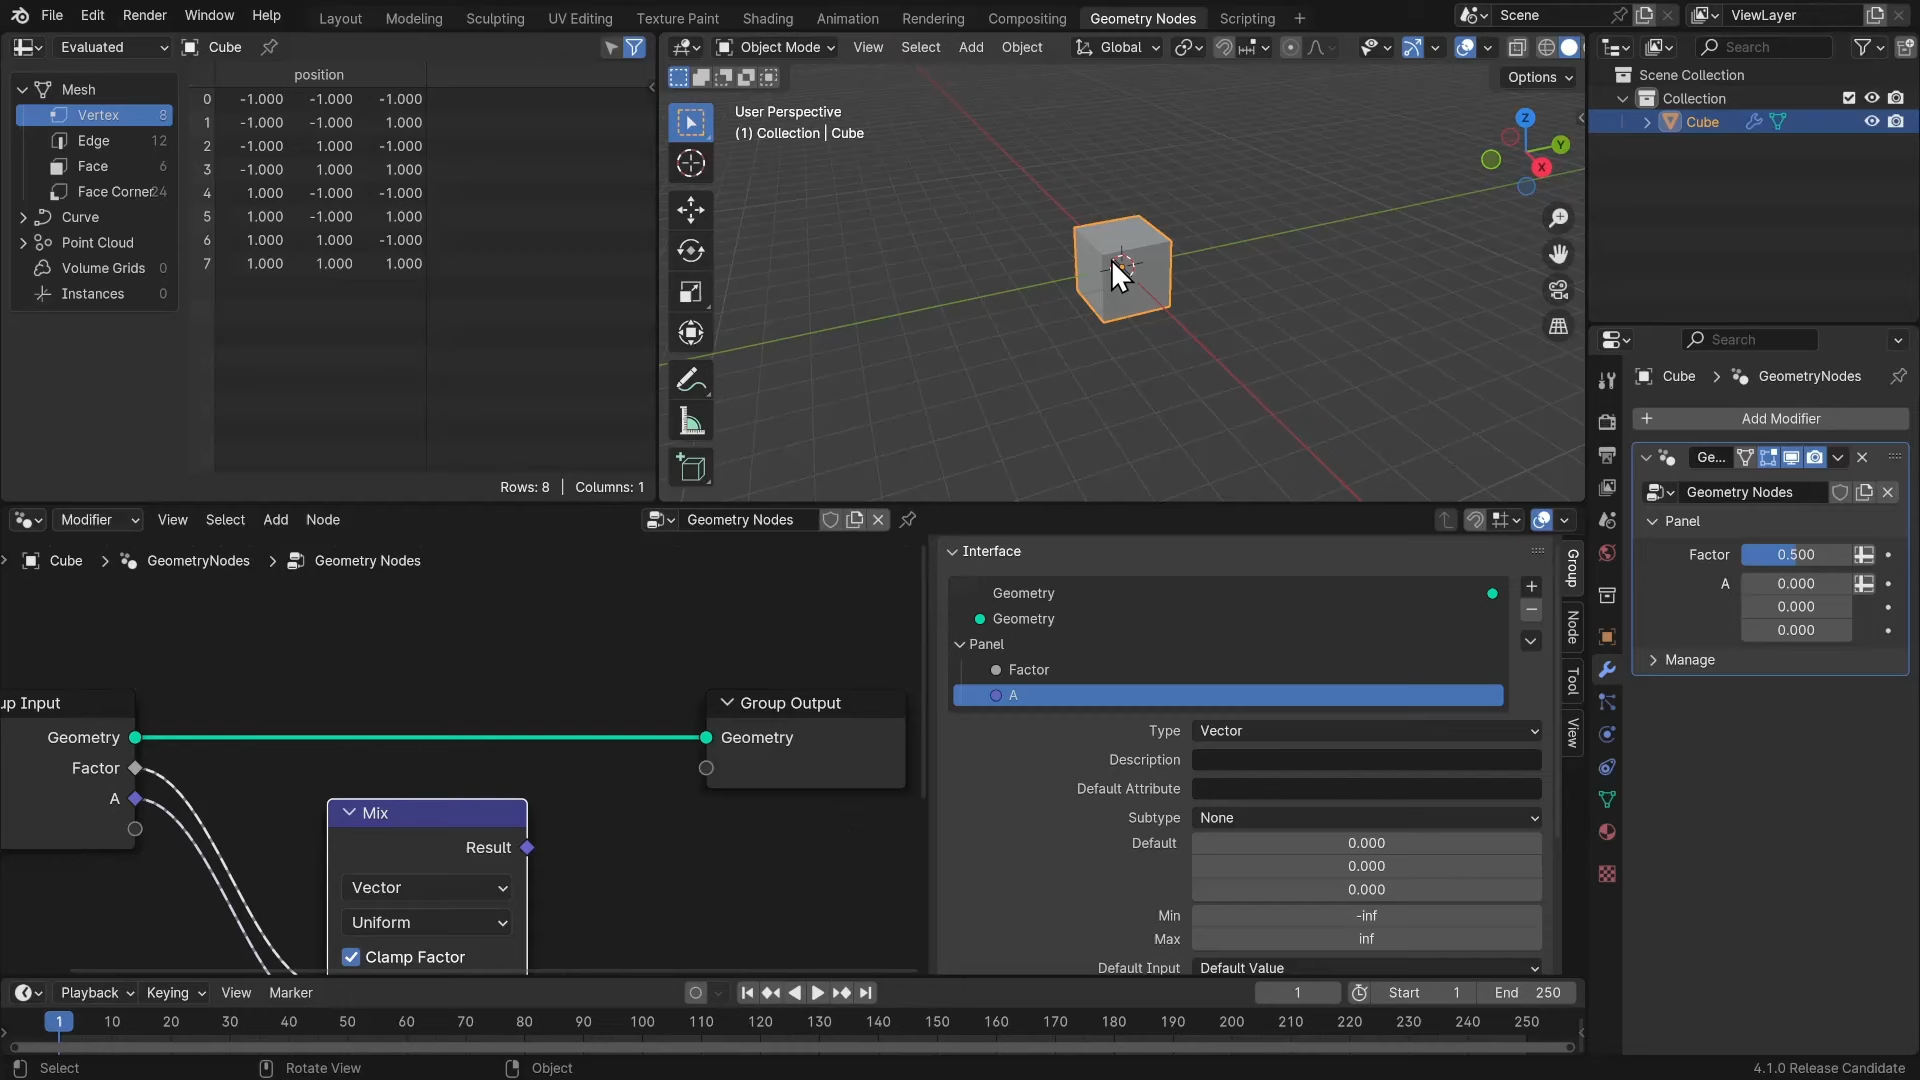 File Edit Render Window Help Layout Modeling Sculpting UV Editing Texture Paint Shading Animation Rendering Compositing Geometry Nodes Scripting + Scene ViewLayer
Evaluated Cube
Object Mode View Select Add Object Global
Search
Options
User Perspective
(1) Collection | Cube
Z
Y
X
position
Mesh
Vertex 8
Edge 12
Face 6
Face Corner 24
Curve
Point Cloud
Volume Grids 0
Instances 0
0 -1.000 -1.000 -1.000
1 -1.000 -1.000 1.000
2 -1.000 1.000 -1.000
3 -1.000 1.000 1.000
4 1.000 -1.000 -1.000
5 1.000 -1.000 1.000
6 1.000 1.000 -1.000
7 1.000 1.000 1.000
Rows: 8 | Columns: 1
Scene Collection
Collection
Cube
Search
Cube > GeometryNodes
+ Add Modifier
Ge...
Geometry Nodes
Panel
Factor 0.500
A 0.000
0.000
0.000
Manage
Modifier View Select Add Node Geometry Nodes
Cube > GeometryNodes > Geometry Nodes
up Input
Geometry
Factor
A
Mix
Result
Vector
Uniform
Clamp Factor
Group Output
Geometry
Interface
Geometry
Geometry
Panel
Factor
A
Type Vector
Description
Default Attribute
Subtype None
Default 0.000
0.000
0.000
Min -inf
Max inf
Default Input Default Value
Group
Node
Tool
View
Playback Keying View Marker 1 Start 1 End 250
1 10 20 30 40 50 60 70 80 90 100 110 120 130 140 150 160 170 180 190 200 210 220 230 240 250
Select Rotate View Object 4.1.0 Release Candidate